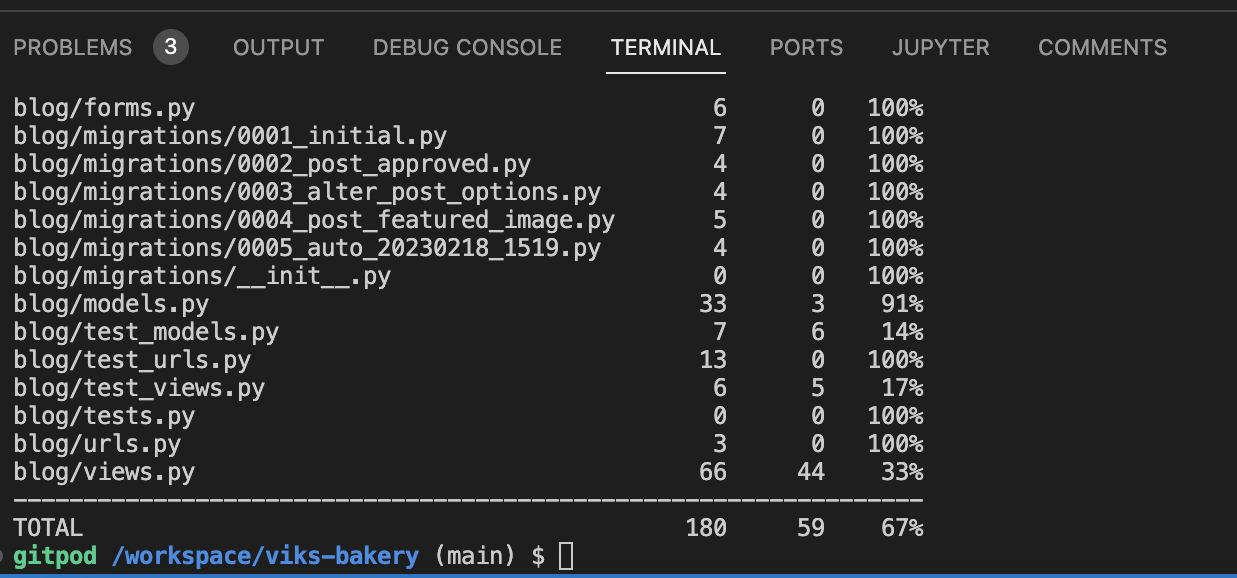 PROBLEMS 3 OUTPUT DEBUG CONSOLE TERMINAL PORTS JUPYTER COMMENTS
blog/forms.py 6 0 100%
blog/migrations/0001_initial.py 7 0 100%
blog/migrations/0002_post_approved.py 4 0 100%
blog/migrations/0003_alter_post_options.py 4 0 100%
blog/migrations/0004_post_featured_image.py 5 0 100%
blog/migrations/0005_auto_20230218_1519.py 4 0 100%
blog/migrations/__init__.py 0 0 100%
blog/models.py 33 3 91%
blog/test_models.py 7 6 14%
blog/test_urls.py 13 0 100%
blog/test_views.py 6 5 17%
blog/tests.py 0 0 100%
blog/urls.py 3 0 100%
blog/views.py 66 44 33%
-----------------------------------------------------------------
TOTAL 180 59 67%
gitpod /workspace/viks-bakery (main) $